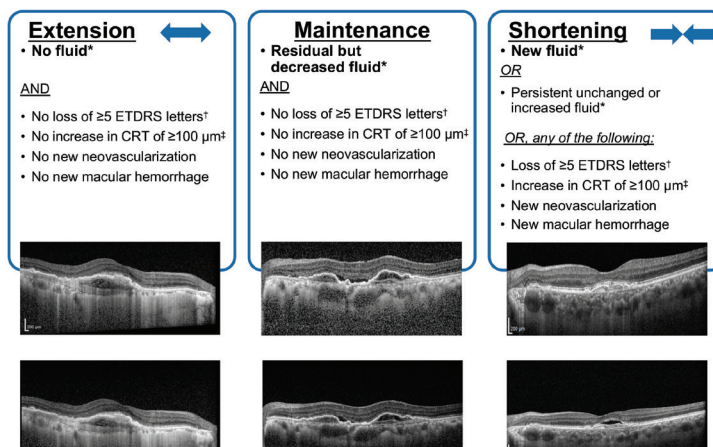 Extension
• No fluid*
AND
• No loss of ≥5 ETDRS letters†
• No increase in CRT of ≥100 μm‡
• No new neovascularization
• No new macular hemorrhage
Maintenance
• Residual but
decreased fluid*
AND
• No loss of ≥5 ETDRS letters†
• No increase in CRT of ≥100 μm‡
• No new neovascularization
• No new macular hemorrhage
Shortening
• New fluid*
OR
• Persistent unchanged or
increased fluid*
OR, any of the following:
• Loss of ≥5 ETDRS letters†
• Increase in CRT of ≥100 μm‡
• New neovascularization
• New macular hemorrhage
200 μm